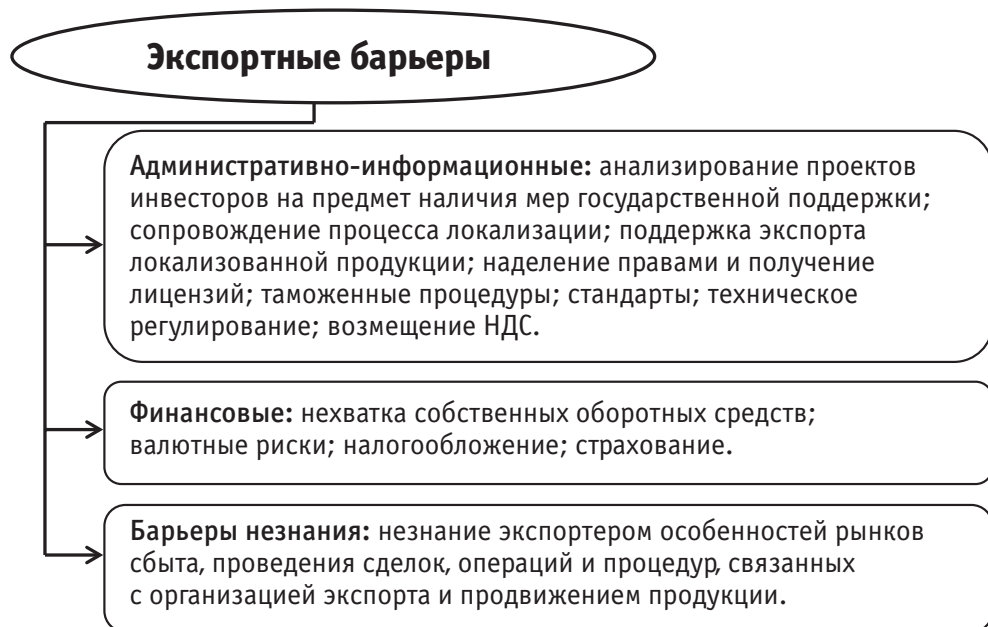 Экспортные барьеры
Административно-информационные: анализирование проектов
инвесторов на предмет наличия мер государственной поддержки;
сопровождение процесса локализации; поддержка экспорта
локализованной продукции; наделение правами и получение
лицензий; таможенные процедуры; стандарты; техническое
регулирование; возмещение НДС.
Финансовые: нехватка собственных оборотных средств;
валютные риски; налогообложение; страхование.
Барьеры незнания: незнание экспортером особенностей рынков
сбыта, проведения сделок, операций и процедур, связанных
с организацией экспорта и продвижением продукции.